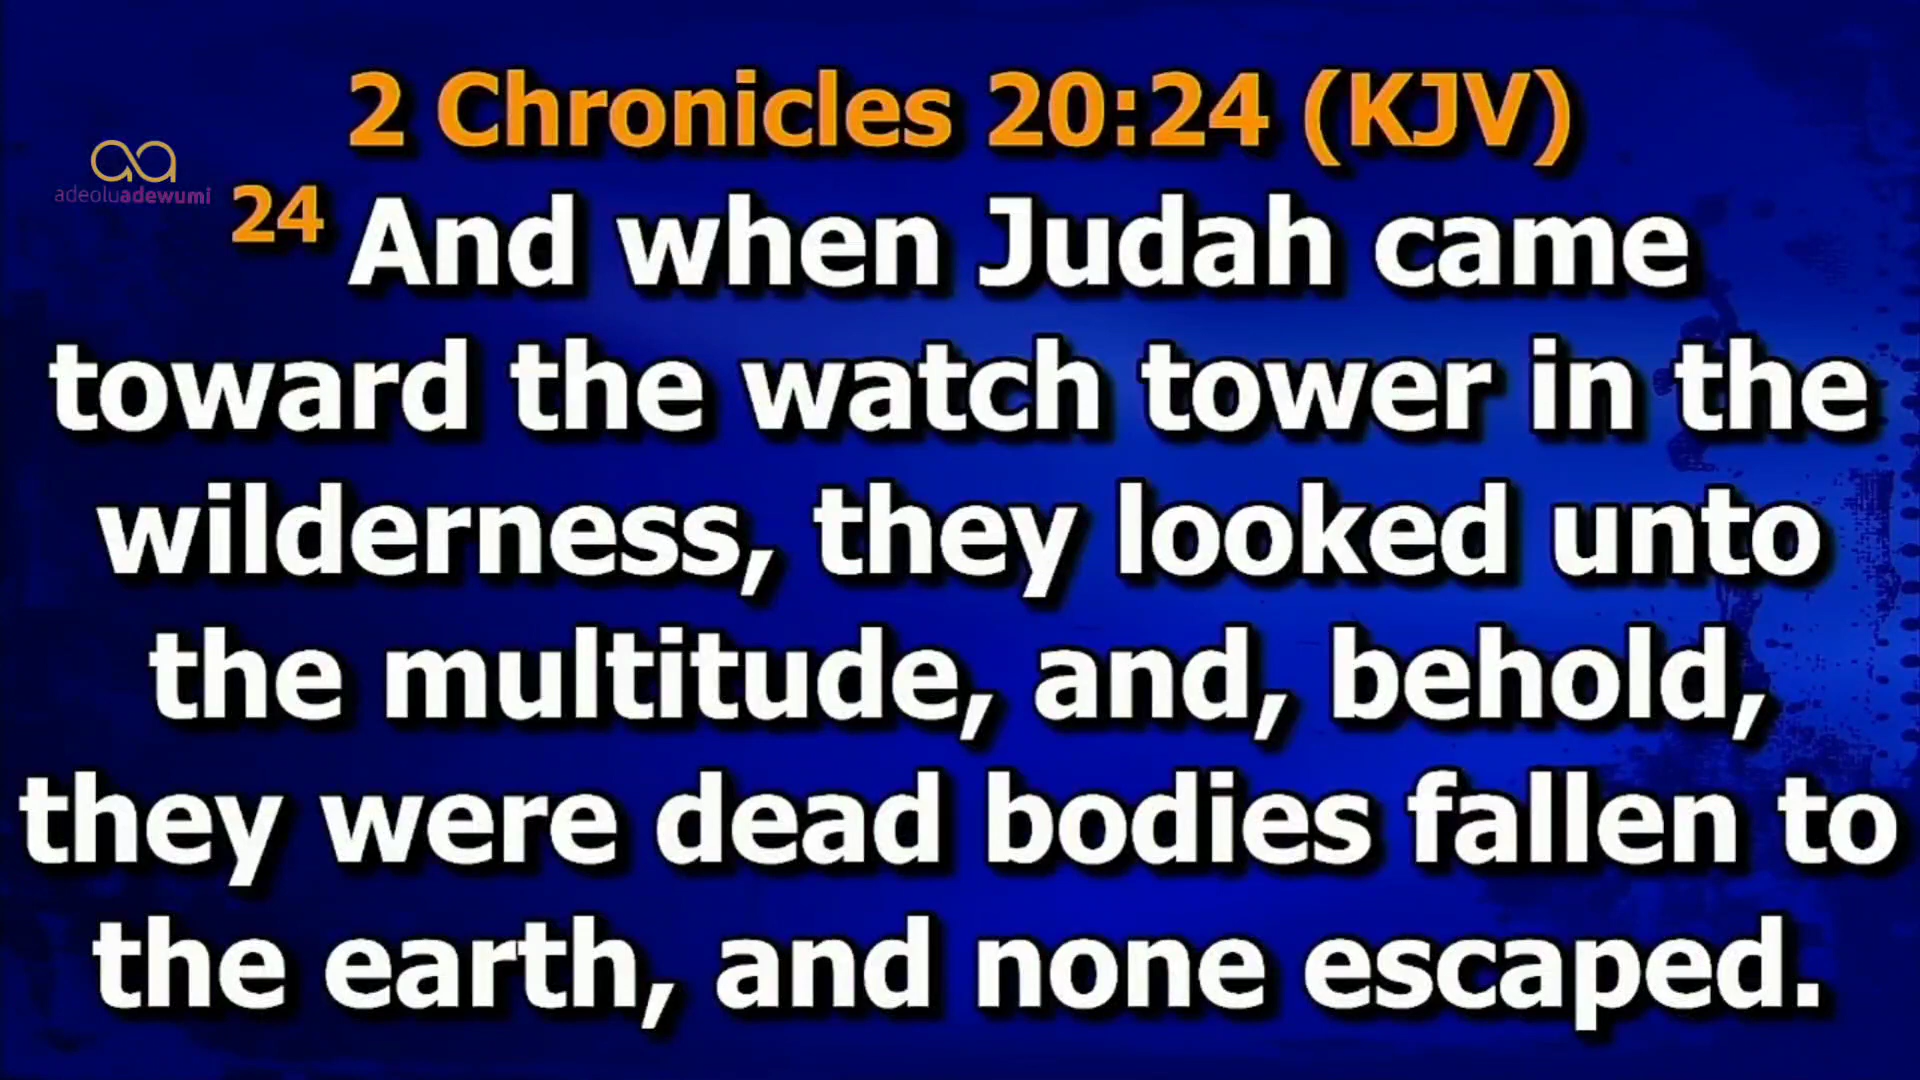 2 Chronicles 20:24 (KJV)
adeoluadewumi
24 And when Judah came
toward the watch tower in the
wilderness, they looked unto
the multitude, and, behold,
they were dead bodies fallen to
the earth, and none escaped.